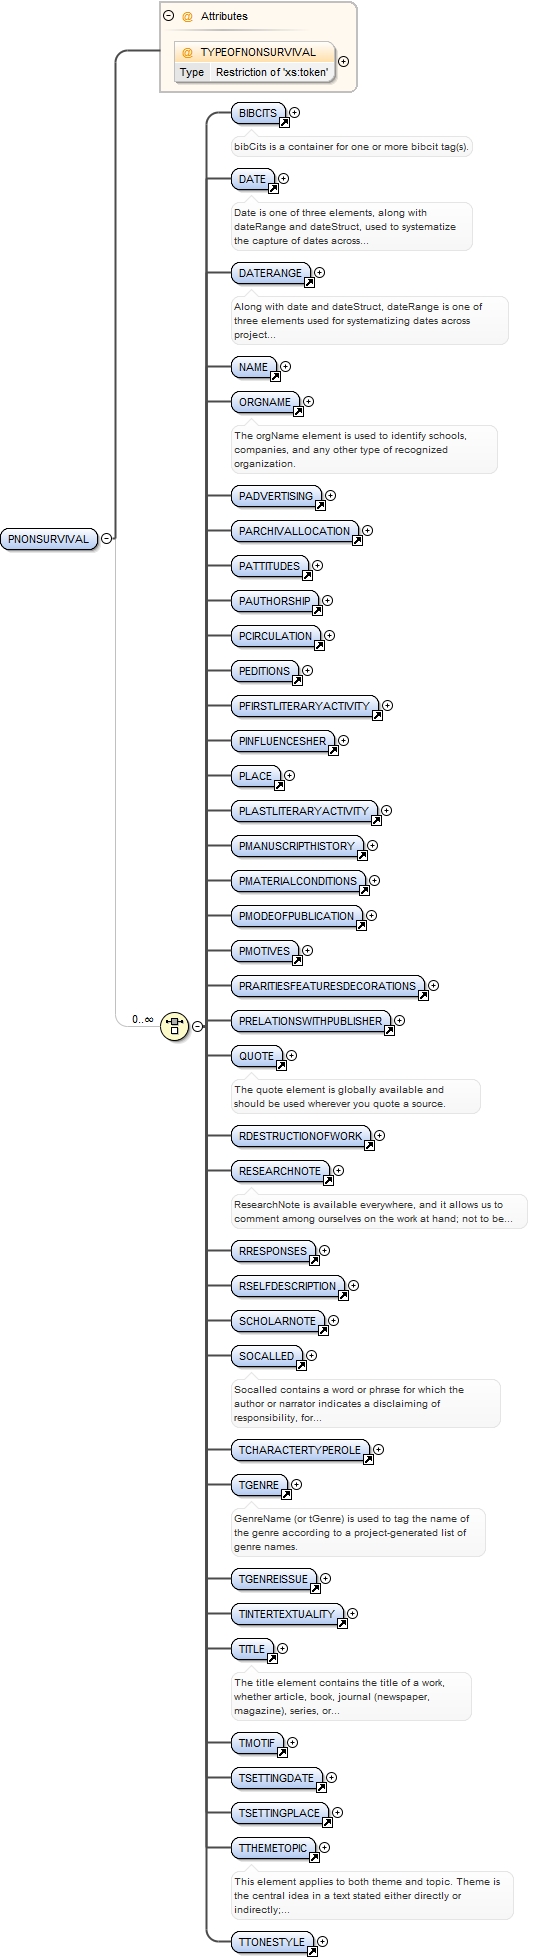 Attributes
@ TYPEOFNONSURVIVAL
Type Restriction of 'xs:token'
BIBCITS
bibCits is a container for one or more bibcit tag(s).
DATE
Date is one of three elements, along with
dateRange and dateStruct, used to systematize
the capture of dates across...
DATERANGE
Along with date and dateStruct, dateRange is one of
three elements used for systematizing dates across
project...
NAME
ORGNAME
The orgName element is used to identify schools,
companies, and any other type of recognized
organization.
PADVERTISING
PARCHIVALLOCATION
PNONSURVIVAL
PATTITUDES
PAUTHORSHIP
PCIRCULATION
PEDITIONS
PFIRSTLITERARYACTIVITY
PINFLUENCESHER
PLACE
PLASTLITERARYACTIVITY
PMANUSCRIPTHISTORY
PMATERIALCONDITIONS
PMODEOFPUBLICATION
PMOTIVES
PRARITIESFEATURESDECORATIONS
0..∞
PRELATIONSWITHPUBLISHER
QUOTE
The quote element is globally available and
should be used wherever you quote a source.
RDESTRUCTIONOFWORK
RESEARCHNOTE
ResearchNote is available everywhere, and it allows us to
comment among ourselves on the work at hand; not to be...
RRESPONSES
RSELFDESCRIPTION
SCHOLARNOTE
SOCALLED
Socalled contains a word or phrase for which the
author or narrator indicates a disclaiming of
responsibility, for...
TCHARACTERTYPEROLE
TGENRE
GenreName (or tGenre) is used to tag the name of
the genre according to a project-generated list of
genre names.
TGENREISSUE
TINTERTEXTUALITY
TITLE
The title element contains the title of a work,
whether article, book, journal (newspaper,
magazine), series, or...
TMOTIF
TSETTINGDATE
TSETTINGPLACE
TTHEMETOPIC
This element applies to both theme and topic. Theme is
the central idea in a text stated either directly or
indirectly;...
TTONESTYLE